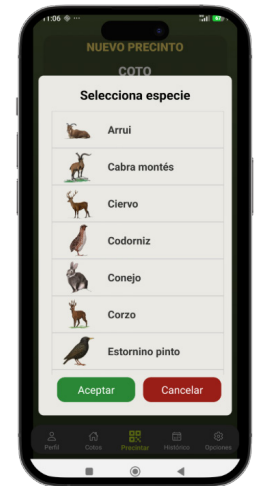 11:06
NUEVO PRECINTO
COTO
Selecciona especie
Arrui
Cabra montés
Ciervo
Codorniz
Conejo
Corzo
Estornino pinto
Aceptar
Cancelar
Perfil
Cotos
Precintar
Histórico
Opciones